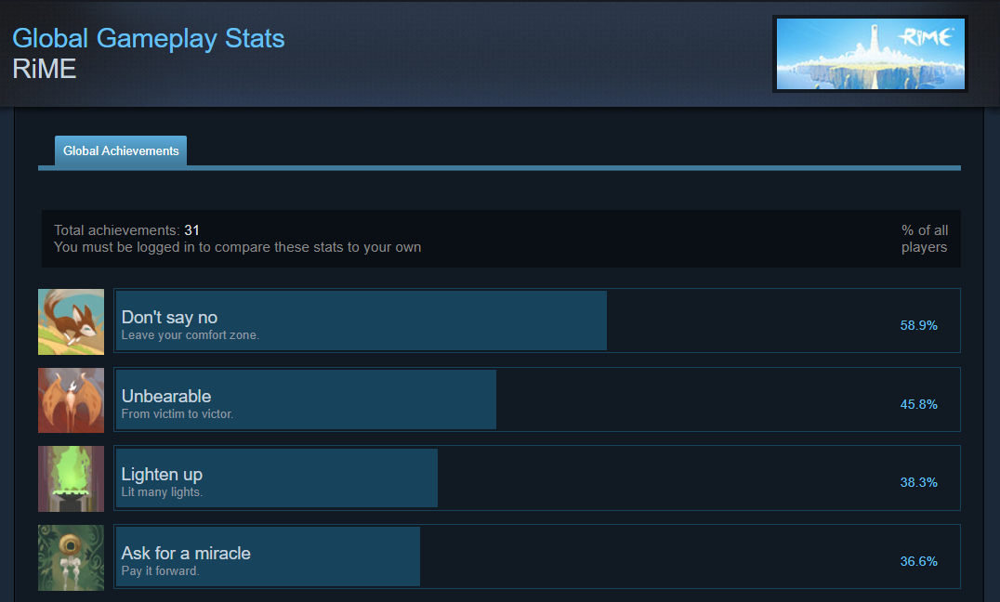 Global Gameplay Stats
RiME
RiME
Global Achievements
Total achievements: 31
You must be logged in to compare these stats to your own
% of all
players
Don't say no
Leave your comfort zone.
58.9%
Unbearable
From victim to victor.
45.8%
Lighten up
Lit many lights.
38.3%
Ask for a miracle
Pay it forward.
36.6%